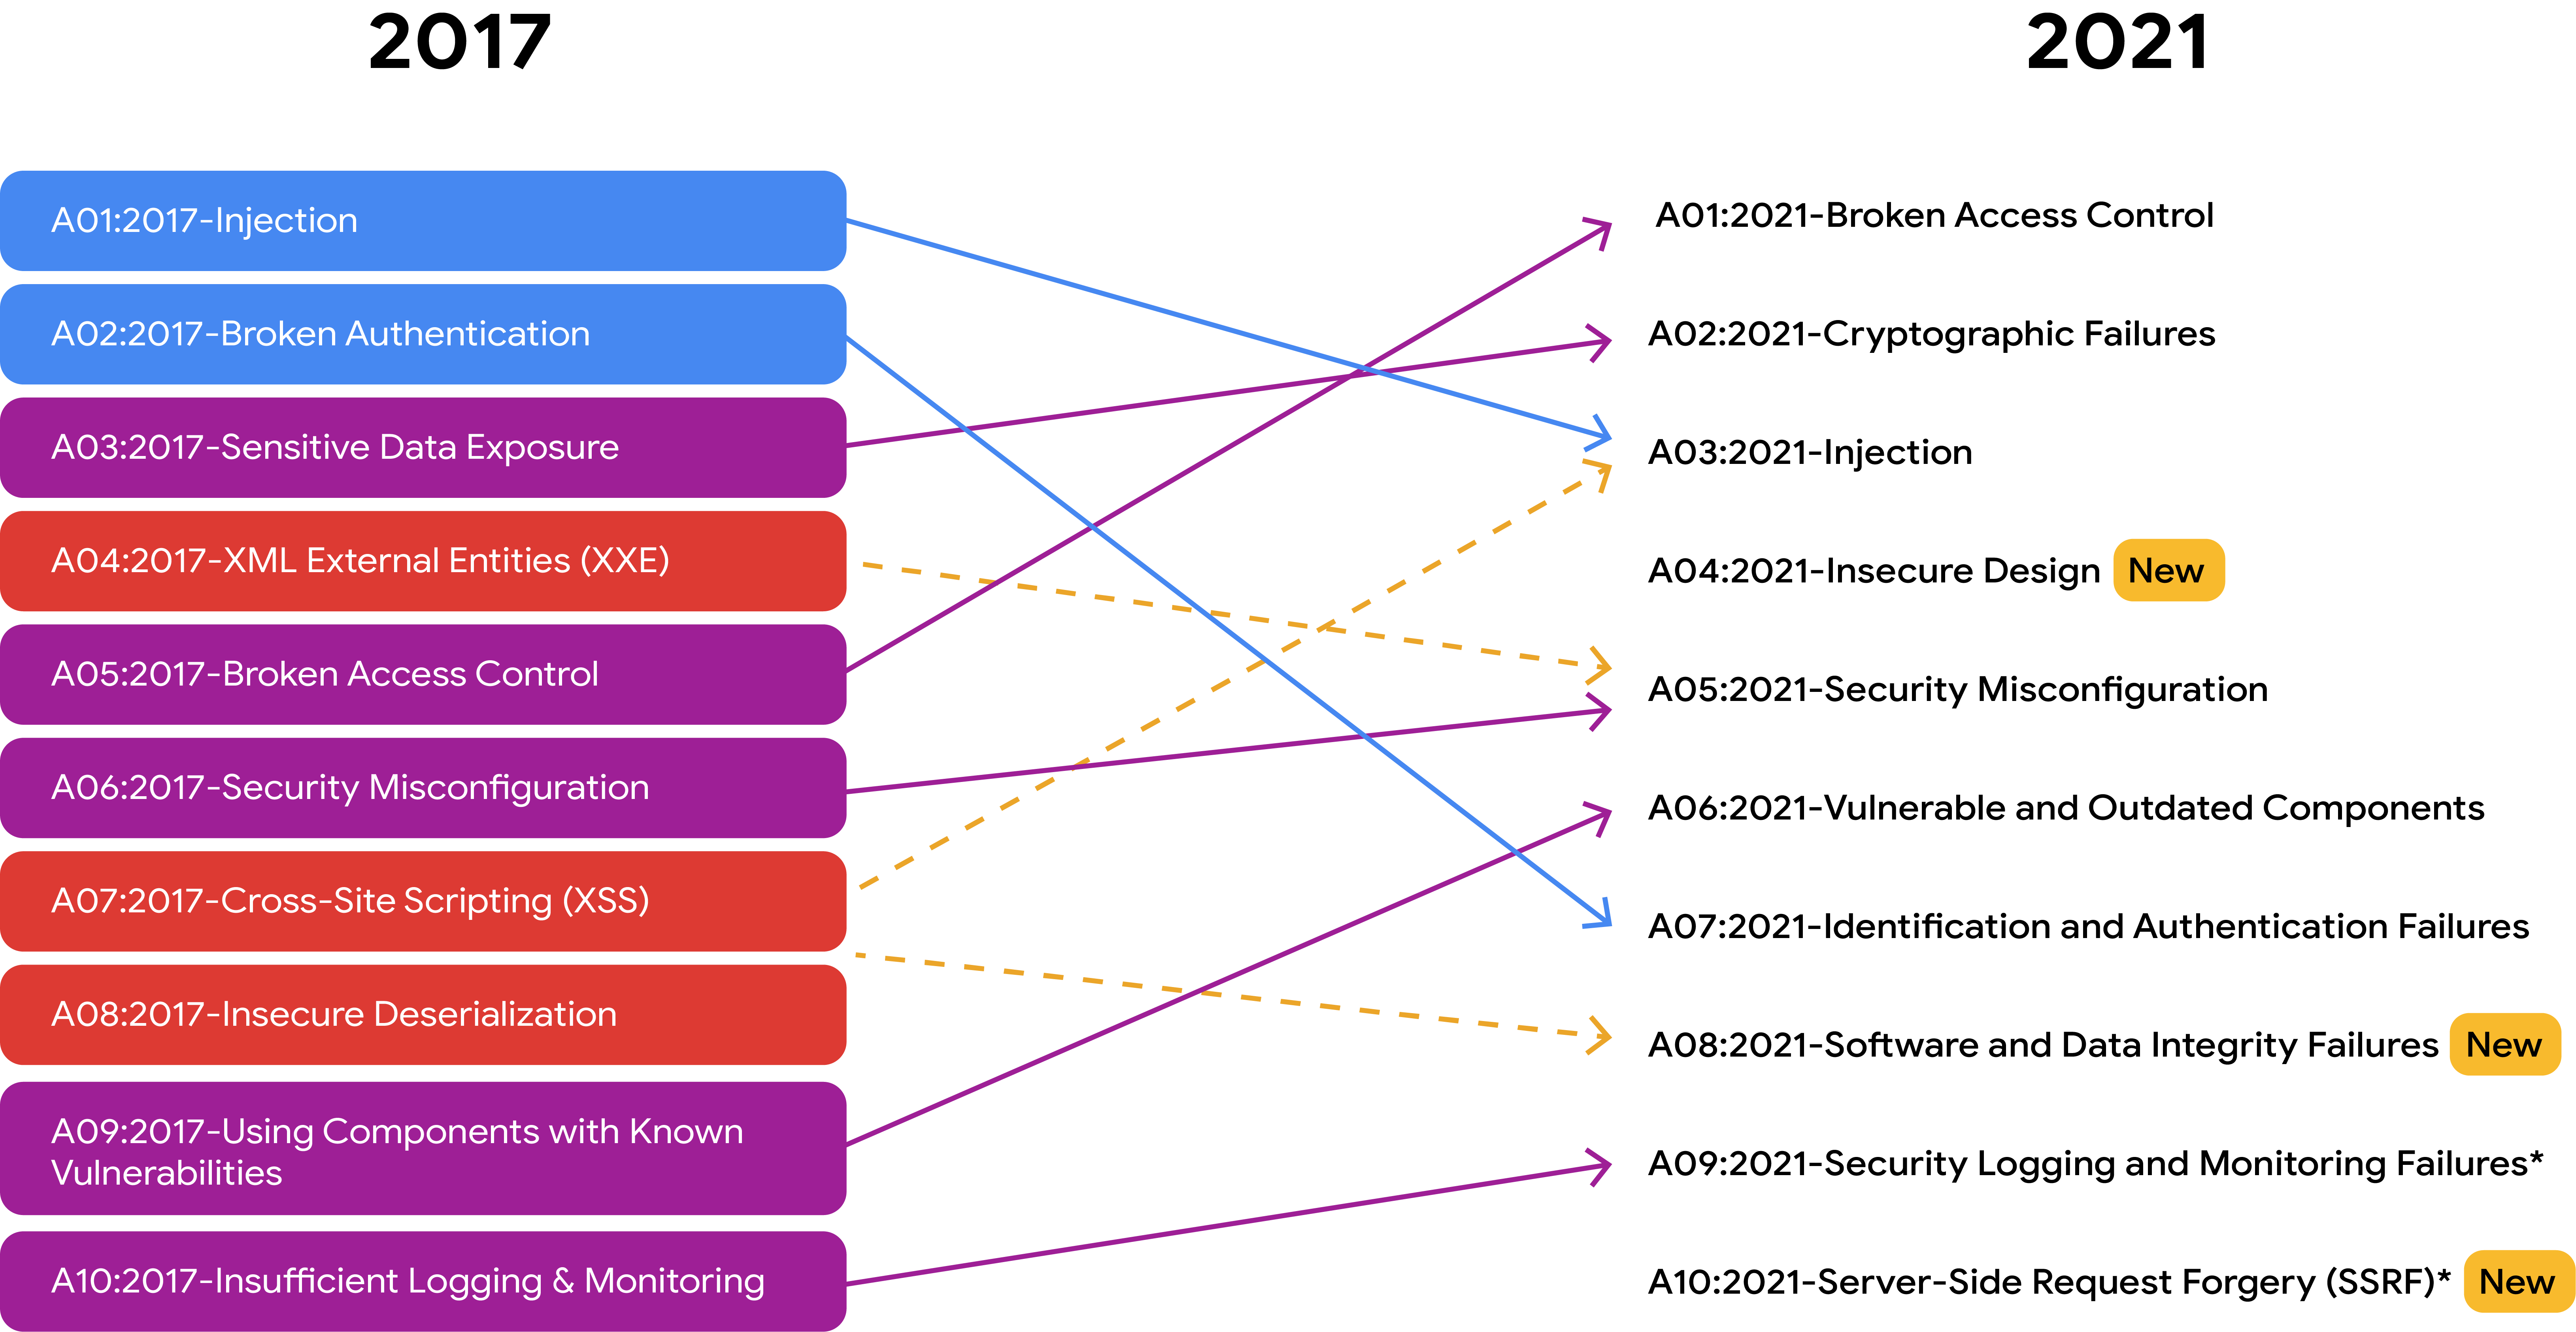 2017
2021
A01:2017-Injection
A02:2017-Broken Authentication
A03:2017-Sensitive Data Exposure
A04:2017-XML External Entities (XXE)
A05:2017-Broken Access Control
A06:2017-Security Misconfiguration
A07:2017-Cross-Site Scripting (XSS)
A08:2017-Insecure Deserialization
A09:2017-Using Components with Known
Vulnerabilities
A10:2017-Insufficient Logging & Monitoring
A01:2021-Broken Access Control
A02:2021-Cryptographic Failures
A03:2021-Injection
A04:2021-Insecure Design New
A05:2021-Security Misconfiguration
A06:2021-Vulnerable and Outdated Components
A07:2021-Identification and Authentication Failures
A08:2021-Software and Data Integrity Failures New
A09:2021-Security Logging and Monitoring Failures*
A10:2021-Server-Side Request Forgery (SSRF)* New